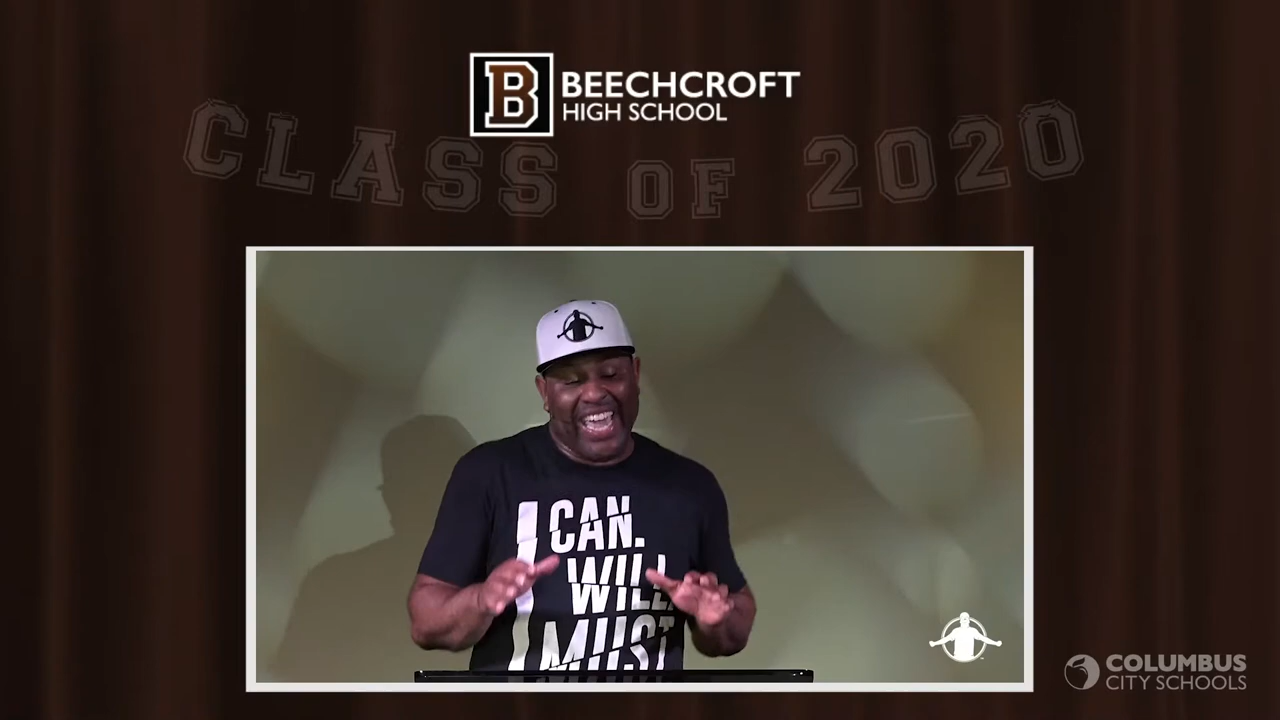 B
BEECHCROFT
HIGH SCHOOL
CLASS OF 2020
I CAN.
WILL
MUST
COLUMBUS
CITY SCHOOLS